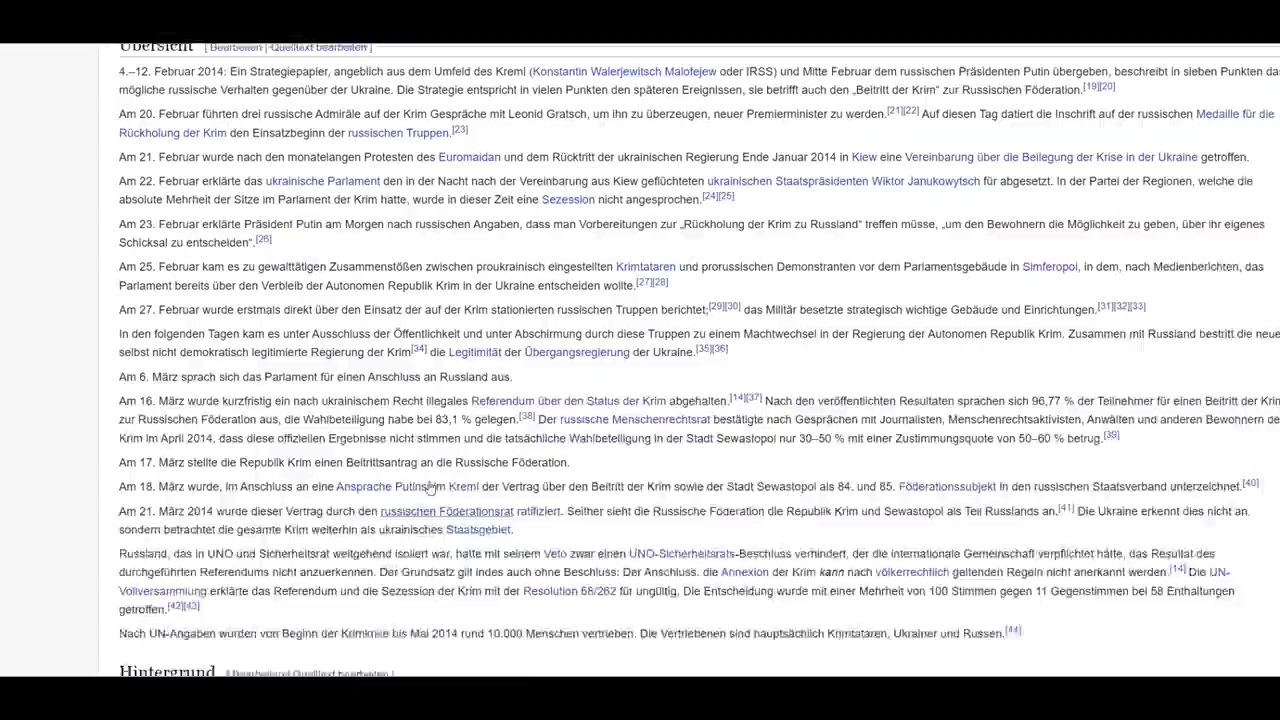 Übersicht [ Bearbeiten | Quelltext bearbeiten ]
4.–12. Februar 2014: Ein Strategiepapier, angeblich aus dem Umfeld des Kreml (Konstantin Walerjewitsch Malofejew oder IRSS) und Mitte Februar dem russischen Präsidenten Putin übergeben, beschreibt in sieben Punkten da
mögliche russische Verhalten gegenüber der Ukraine. Die Strategie entspricht in vielen Punkten den späteren Ereignissen, sie betrifft auch den „Beitritt der Krim“ zur Russischen Föderation.[19][20]
Am 20. Februar führten drei russische Admiräle auf der Krim Gespräche mit Leonid Gratsch, um ihn zu überzeugen, neuer Premierminister zu werden.[21][22] Auf diesen Tag datiert die Inschrift auf der russischen Medaille für die
Rückholung der Krim den Einsatzbeginn der russischen Truppen.[23]
Am 21. Februar wurde nach den monatelangen Protesten des Euromaidan und dem Rücktritt der ukrainischen Regierung Ende Januar 2014 in Kiew eine Vereinbarung über die Beilegung der Krise in der Ukraine getroffen.
Am 22. Februar erklärte das ukrainische Parlament den in der Nacht nach der Vereinbarung aus Kiew geflüchteten ukrainischen Staatspräsidenten Wiktor Janukowytsch für abgesetzt. In der Partei der Regionen, welche die
absolute Mehrheit der Sitze im Parlament der Krim hatte, wurde in dieser Zeit eine Sezession nicht angesprochen.[24][25]
Am 23. Februar erklärte Präsident Putin am Morgen nach russischen Angaben, dass man Vorbereitungen zur „Rückholung der Krim zu Russland“ treffen müsse, „um den Bewohnern die Möglichkeit zu geben, über ihr eigenes
Schicksal zu entscheiden“.[26]
Am 25. Februar kam es zu gewalttätigen Zusammenstößen zwischen proukrainisch eingestellten Krimtataren und prorussischen Demonstranten vor dem Parlamentsgebäude in Simferopol, in dem, nach Medienberichten, das
Parlament bereits über den Verbleib der Autonomen Republik Krim in der Ukraine entscheiden wollte.[27][28]
Am 27. Februar wurde erstmals direkt über den Einsatz der auf der Krim stationierten russischen Truppen berichtet;[29][30] das Militär besetzte strategisch wichtige Gebäude und Einrichtungen.[31][32][33]
In den folgenden Tagen kam es unter Ausschluss der Öffentlichkeit und unter Abschirmung durch diese Truppen zu einem Machtwechsel in der Regierung der Autonomen Republik Krim. Zusammen mit Russland bestritt die neue
selbst nicht demokratisch legitimierte Regierung der Krim[34] die Legitimität der Übergangsregierung der Ukraine.[35][36]
Am 6. März sprach sich das Parlament für einen Anschluss an Russland aus.
Am 16. März wurde kurzfristig ein nach ukrainischem Recht illegales Referendum über den Status der Krim abgehalten.[14][37] Nach den veröffentlichten Resultaten sprachen sich 96,77 % der Teilnehmer für einen Beitritt der Krim
zur Russischen Föderation aus, die Wahlbeteiligung habe bei 83,1 % gelegen.[38] Der russische Menschenrechtsrat bestätigte nach Gesprächen mit Journalisten, Menschenrechtsaktivisten, Anwälten und anderen Bewohnern de
Krim im April 2014, dass diese offiziellen Ergebnisse nicht stimmen und die tatsächliche Wahlbeteiligung in der Stadt Sewastopol nur 30–50 % mit einer Zustimmungsquote von 50–60 % betrug.[39]
Am 17. März stellte die Republik Krim einen Beitrittsantrag an die Russische Föderation.
Am 18. März wurde, im Anschluss an eine Ansprache Putins im Kreml der Vertrag über den Beitritt der Krim sowie der Stadt Sewastopol als 84. und 85. Föderationssubjekt in den russischen Staatsverband unterzeichnet.[40]
Am 21. März 2014 wurde dieser Vertrag durch den russischen Föderationsrat ratifiziert. Seither sieht die Russische Föderation die Republik Krim und Sewastopol als Teil Russlands an.[41] Die Ukraine erkennt dies nicht an,
sondern betrachtet die gesamte Krim weiterhin als ukrainisches Staatsgebiet.
Russland, das in UNO und Sicherheitsrat weitgehend isoliert war, hatte mit seinem Veto zwar einen UNO-Sicherheitsrats-Beschluss verhindert, der die internationale Gemeinschaft verpflichtet hätte, das Resultat des
durchgeführten Referendums nicht anzuerkennen. Der Grundsatz gilt indes auch ohne Beschluss: Der Anschluss, die Annexion der Krim kann nach völkerrechtlich geltenden Regeln nicht anerkannt werden.[14] Die UN-
Vollversammlung erklärte das Referendum und die Sezession der Krim mit der Resolution 68/262 für ungültig. Die Entscheidung wurde mit einer Mehrheit von 100 Stimmen gegen 11 Gegenstimmen bei 58 Enthaltungen
getroffen.[42][43]
Nach UN-Angaben wurden von Beginn der Krimkrise bis Mai 2014 rund 10.000 Menschen vertrieben. Die Vertriebenen sind hauptsächlich Krimtataren, Ukrainer und Russen.[44]
Hintergrund [ Bearbeiten | Quelltext bearbeiten ]